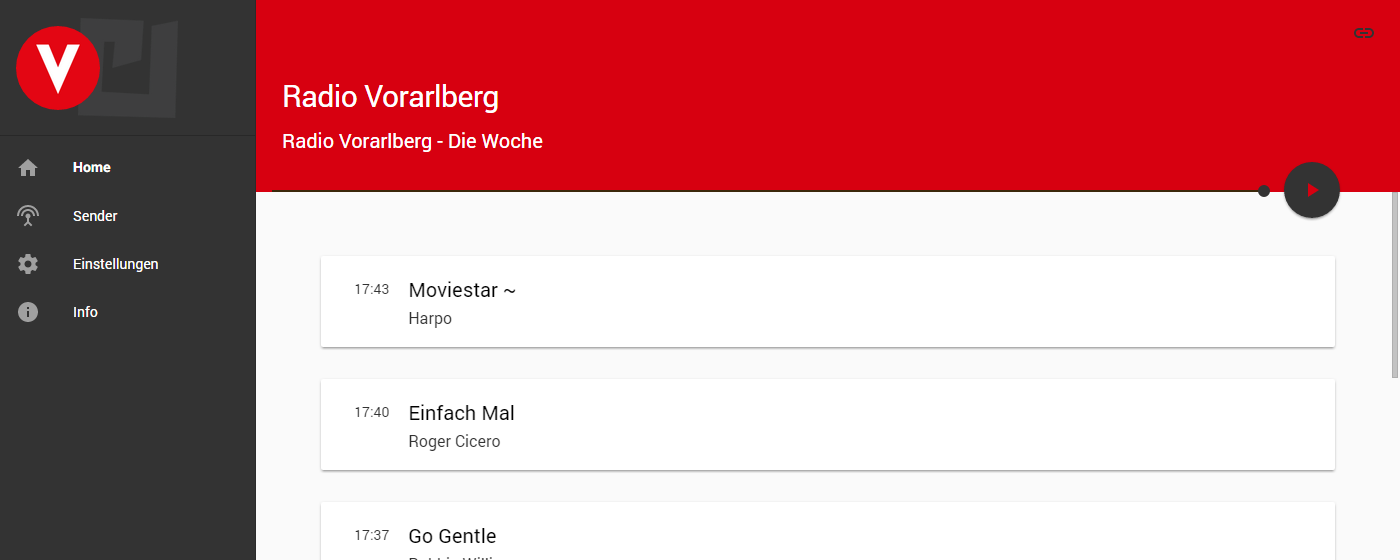 V
Home
Sender
Einstellungen
Info
Radio Vorarlberg
Radio Vorarlberg - Die Woche
17:43 Moviestar ~
Harpo
17:40 Einfach Mal
Roger Cicero
17:37 Go Gentle